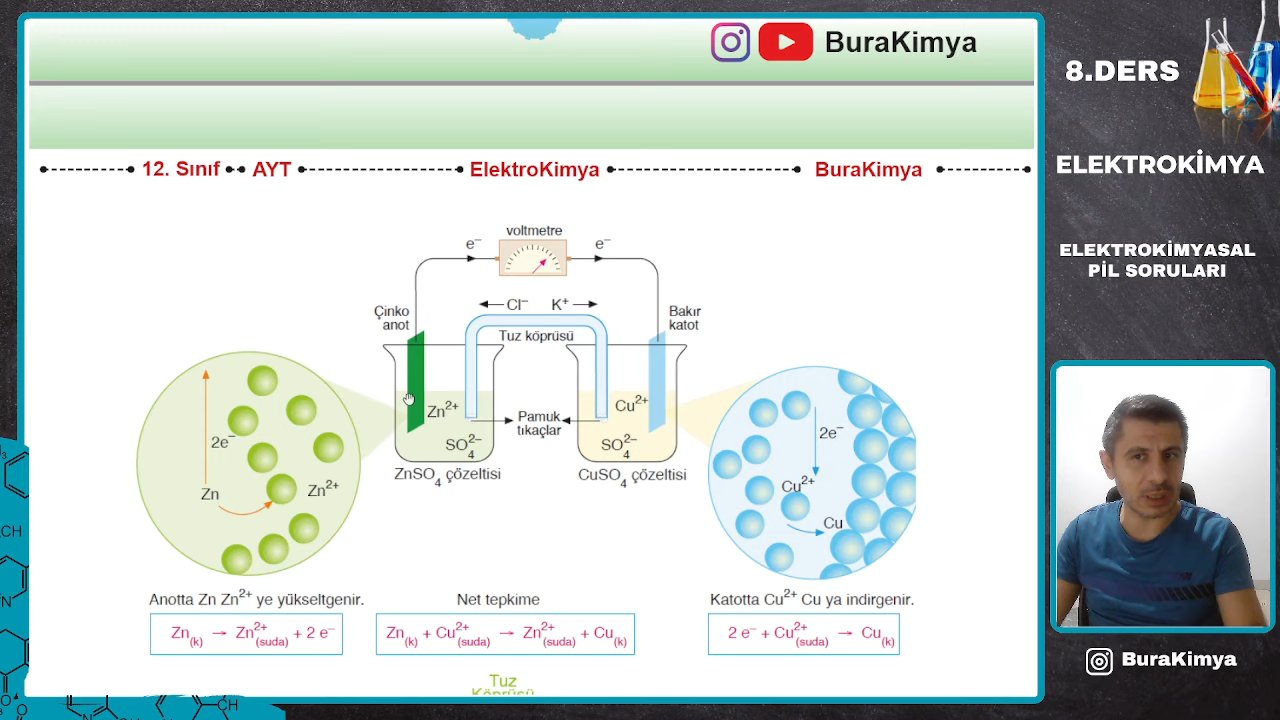 BuraKimya
8.DERS
ELEKTROKİMYA
ELEKTROKİMYASAL
PİL SORULARI
12. Sınıf AYT ElektroKimya BuraKimya
voltmetre
e⁻ e⁻
Çinko
anot
Cl⁻ K⁺
Bakır
katot
Tuz köprüsü
Zn²⁺
SO₄²⁻
Pamuk
tıkaçlar
Cu²⁺
SO₄²⁻
ZnSO₄ çözeltisi
CuSO₄ çözeltisi
2e⁻
Zn
Zn²⁺
2e⁻
Cu²⁺
Cu
Anotta Zn Zn²⁺ ye yükseltgenir.
Net tepkime
Katotta Cu²⁺ Cu ya indirgenir.
Zn(k) → Zn²⁺(suda) + 2 e⁻
Zn(k) + Cu²⁺(suda) → Zn²⁺(suda) + Cu(k)
2 e⁻ + Cu²⁺(suda) → Cu(k)
Tuz
Köprüsü
BuraKimya
CH
N
CH